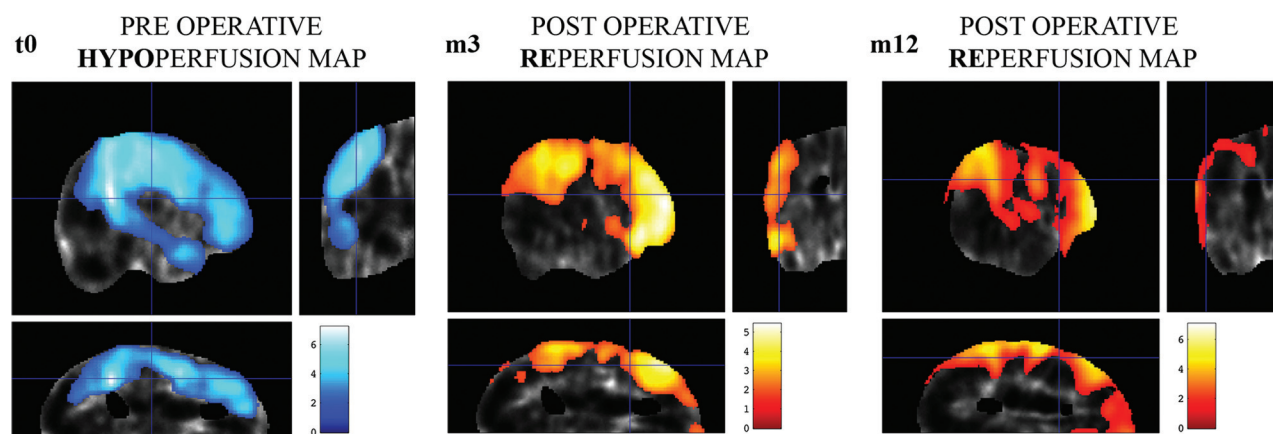 t0
PRE OPERATIVE
HYPOPERFUSION MAP
m3
POST OPERATIVE
REPERFUSION MAP
m12
POST OPERATIVE
REPERFUSION MAP
6
4
2
0
5
4
3
2
1
0
6
4
2
0